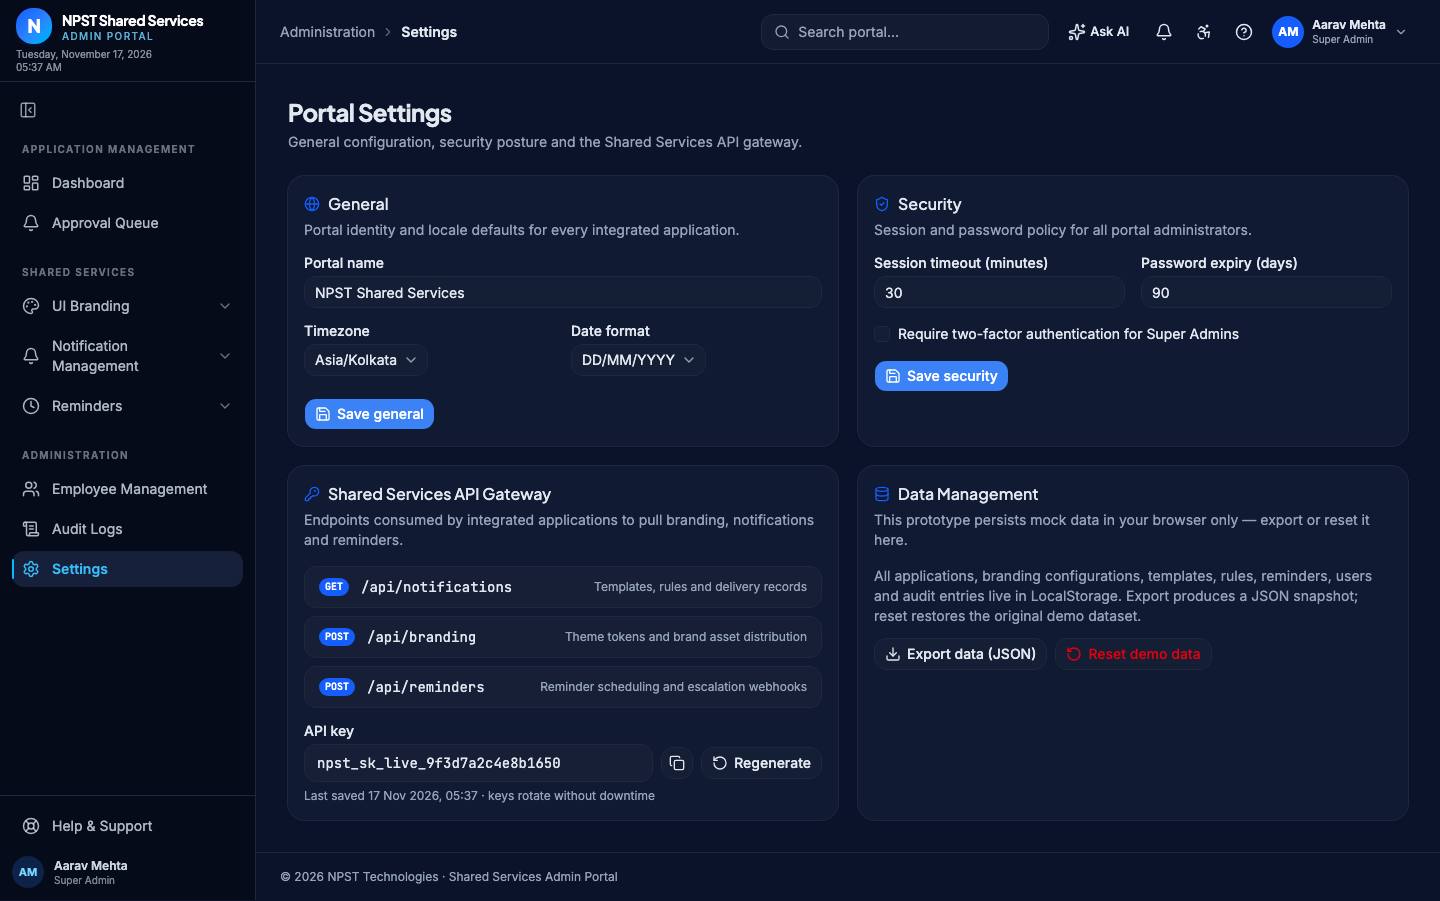 N
NPST Shared Services
ADMIN PORTAL
Tuesday, November 17, 2026
05:37 AM
APPLICATION MANAGEMENT
Dashboard
Approval Queue
SHARED SERVICES
UI Branding
Notification
Management
Reminders
ADMINISTRATION
Employee Management
Audit Logs
Settings
Help & Support
AM
Aarav Mehta
Super Admin
Administration > Settings
Search portal...
Ask AI
AM
Aarav Mehta
Super Admin
Portal Settings
General configuration, security posture and the Shared Services API gateway.
General
Portal identity and locale defaults for every integrated application.
Portal name
NPST Shared Services
Timezone
Asia/Kolkata
Date format
DD/MM/YYYY
Save general
Security
Session and password policy for all portal administrators.
Session timeout (minutes)
30
Password expiry (days)
90
Require two-factor authentication for Super Admins
Save security
Shared Services API Gateway
Endpoints consumed by integrated applications to pull branding, notifications
and reminders.
GET /api/notifications Templates, rules and delivery records
POST /api/branding Theme tokens and brand asset distribution
POST /api/reminders Reminder scheduling and escalation webhooks
API key
npst_sk_live_9f3d7a2c4e8b1650
Regenerate
Last saved 17 Nov 2026, 05:37 · keys rotate without downtime
Data Management
This prototype persists mock data in your browser only — export or reset it
here.
All applications, branding configurations, templates, rules, reminders, users
and audit entries live in LocalStorage. Export produces a JSON snapshot;
reset restores the original demo dataset.
Export data (JSON)
Reset demo data
© 2026 NPST Technologies · Shared Services Admin Portal